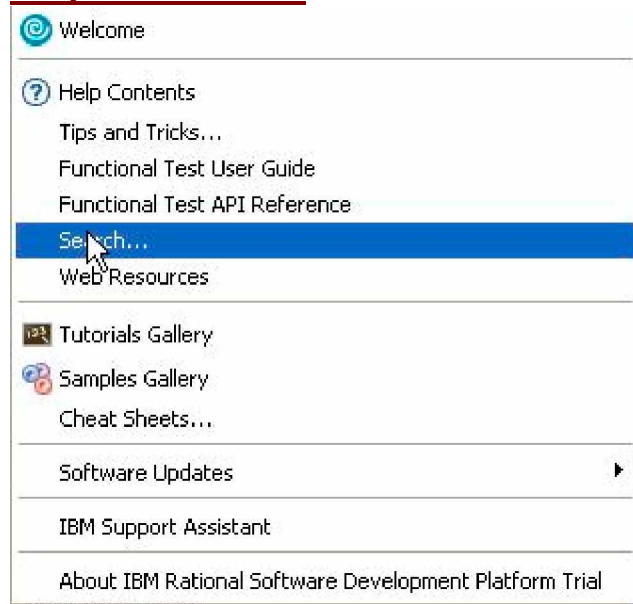 Welcome
Help Contents
Tips and Tricks...
Functional Test User Guide
Functional Test API Reference
Search...
Web Resources
Tutorials Gallery
Samples Gallery
Cheat Sheets...
Software Updates
IBM Support Assistant
About IBM Rational Software Development Platform Trial